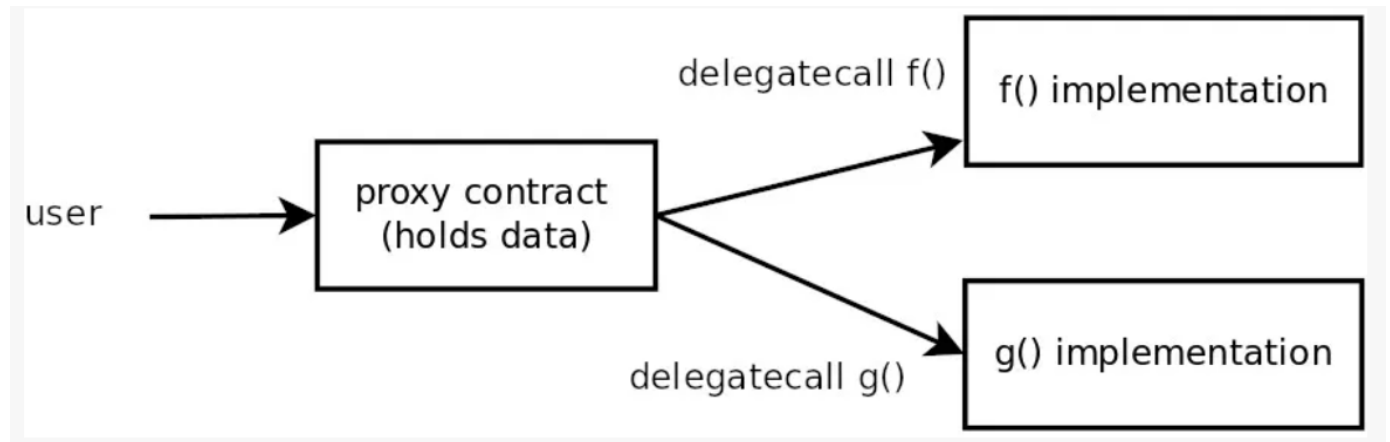 delegatecall f()
f() implementation
user
proxy contract
(holds data)
g() implementation
delegatecall g()